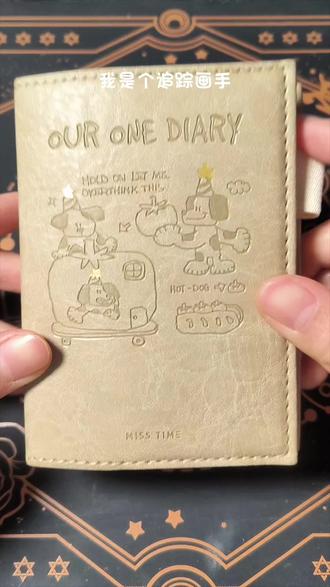 我是个追踪画手
OUR ONE DIARY
HOLD ON LET ME
OVERTHINK THIS.
HOT-DOG
MISS TIME